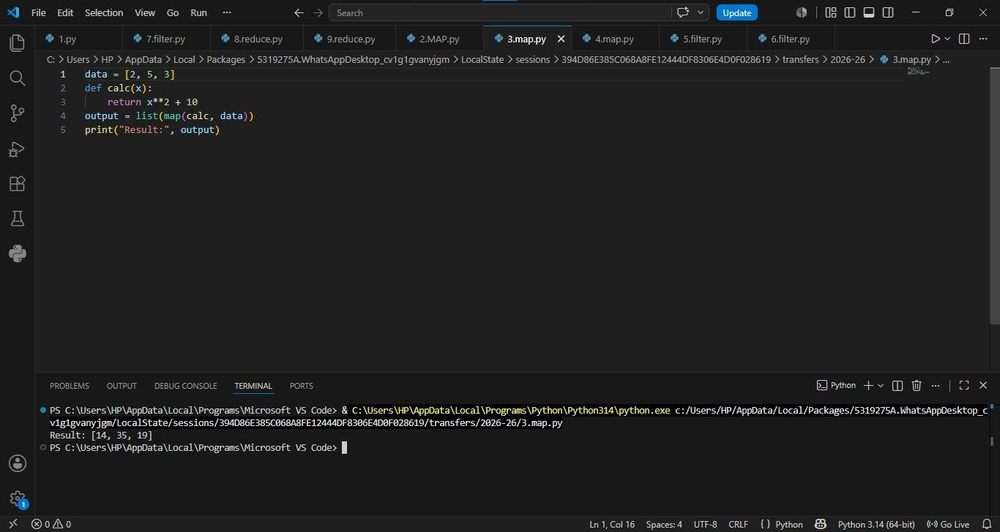 File Edit Selection View Go Run ··· Search Update
1.py 7.filter.py 8.reduce.py 9.reduce.py 2.MAP.py 3.map.py 4.map.py 5.filter.py 6.filter.py
C: > Users > HP > AppData > Local > Packages > 5319275A.WhatsAppDesktop_cv1g1gvanyjgm > LocalState > sessions > 394D86E385C068A8FE12444DF8306E4D0F028619 > transfers > 2026-26 > 3.map.py > ...
1 data = [2, 5, 3]
2 def calc(x):
3 return x**2 + 10
4 output = list(map(calc, data))
5 print("Result:", output)
PROBLEMS OUTPUT DEBUG CONSOLE TERMINAL PORTS Python
PS C:\Users\HP\AppData\Local\Programs\Microsoft VS Code> & C:\Users\HP\AppData\Local\Programs\Python\Python314\python.exe c:/Users/HP/AppData/Local/Packages/5319275A.WhatsAppDesktop_c
v1g1gvanyjgm/LocalState/sessions/394D86E385C068A8FE12444DF8306E4D0F028619/transfers/2026-26/3.map.py
Result: [14, 35, 19]
PS C:\Users\HP\AppData\Local\Programs\Microsoft VS Code>
1
0 0 Ln 1, Col 16 Spaces: 4 UTF-8 CRLF { } Python Python 3.14 (64-bit) Go Live